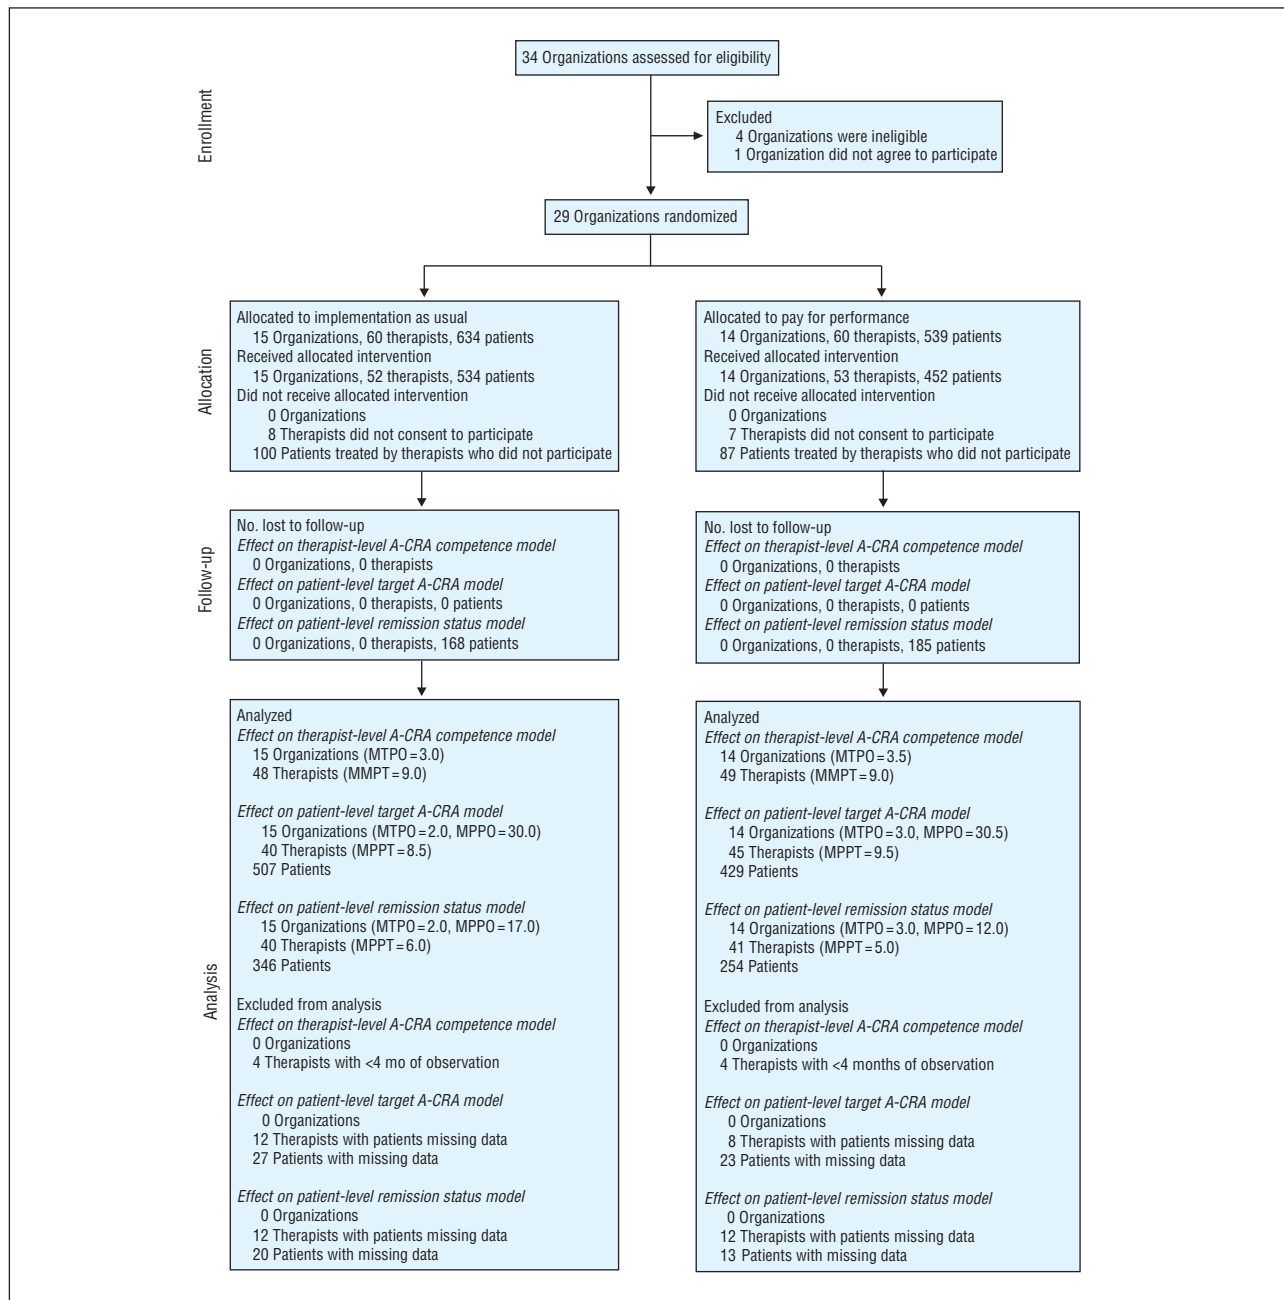 34 Organizations assessed for eligibility
Enrollment
Excluded
4 Organizations were ineligible
1 Organization did not agree to participate
29 Organizations randomized
Allocation
Allocated to implementation as usual
15 Organizations, 60 therapists, 634 patients
Received allocated intervention
15 Organizations, 52 therapists, 534 patients
Did not receive allocated intervention
0 Organizations
8 Therapists did not consent to participate
100 Patients treated by therapists who did not participate
Allocated to pay for performance
14 Organizations, 60 therapists, 539 patients
Received allocated intervention
14 Organizations, 53 therapists, 452 patients
Did not receive allocated intervention
0 Organizations
7 Therapists did not consent to participate
87 Patients treated by therapists who did not participate
Follow-up
No. lost to follow-up
Effect on therapist-level A-CRA competence model
0 Organizations, 0 therapists
Effect on patient-level target A-CRA model
0 Organizations, 0 therapists, 0 patients
Effect on patient-level remission status model
0 Organizations, 0 therapists, 168 patients
No. lost to follow-up
Effect on therapist-level A-CRA competence model
0 Organizations, 0 therapists
Effect on patient-level target A-CRA model
0 Organizations, 0 therapists, 0 patients
Effect on patient-level remission status model
0 Organizations, 0 therapists, 185 patients
Analysis
Analyzed
Effect on therapist-level A-CRA competence model
15 Organizations (MTPO = 3.0)
48 Therapists (MMPT = 9.0)
Effect on patient-level target A-CRA model
15 Organizations (MTPO = 2.0, MPPO = 30.0)
40 Therapists (MPPT = 8.5)
507 Patients
Effect on patient-level remission status model
15 Organizations (MTPO = 2.0, MPPO = 17.0)
40 Therapists (MPPT = 6.0)
346 Patients
Excluded from analysis
Effect on therapist-level A-CRA competence model
0 Organizations
4 Therapists with <4 mo of observation
Effect on patient-level target A-CRA model
0 Organizations
12 Therapists with patients missing data
27 Patients with missing data
Effect on patient-level remission status model
0 Organizations
12 Therapists with patients missing data
20 Patients with missing data
Analyzed
Effect on therapist-level A-CRA competence model
14 Organizations (MTPO = 3.5)
49 Therapists (MMPT = 9.0)
Effect on patient-level target A-CRA model
14 Organizations (MTPO = 3.0, MPPO = 30.5)
45 Therapists (MPPT = 9.5)
429 Patients
Effect on patient-level remission status model
14 Organizations (MTPO = 3.0, MPPO = 12.0)
41 Therapists (MPPT = 5.0)
254 Patients
Excluded from analysis
Effect on therapist-level A-CRA competence model
0 Organizations
4 Therapists with <4 months of observation
Effect on patient-level target A-CRA model
0 Organizations
8 Therapists with patients missing data
23 Patients with missing data
Effect on patient-level remission status model
0 Organizations
12 Therapists with patients missing data
13 Patients with missing data